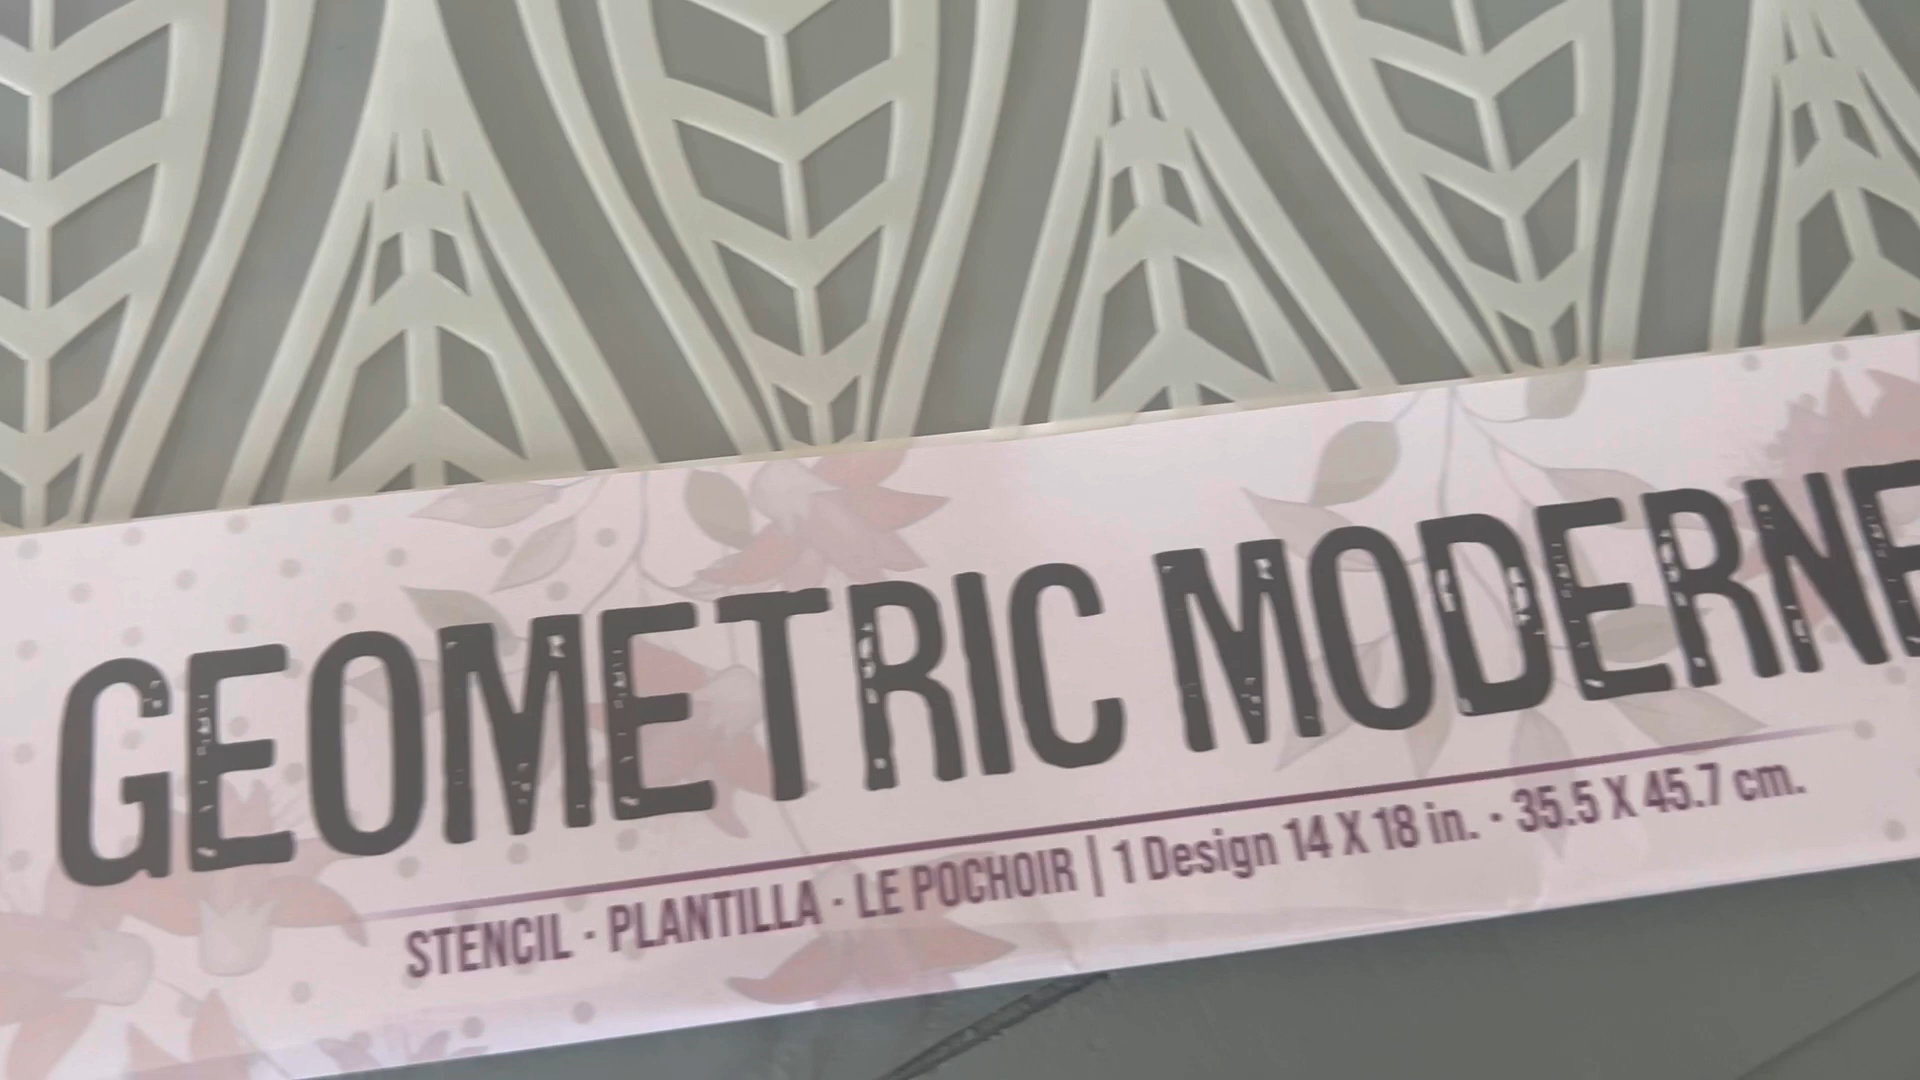 GEOMETRIC MODERNE
STENCIL · PLANTILLA · LE POCHOIR | 1 Design 14 X 18 in. · 35.5 X 45.7 cm.